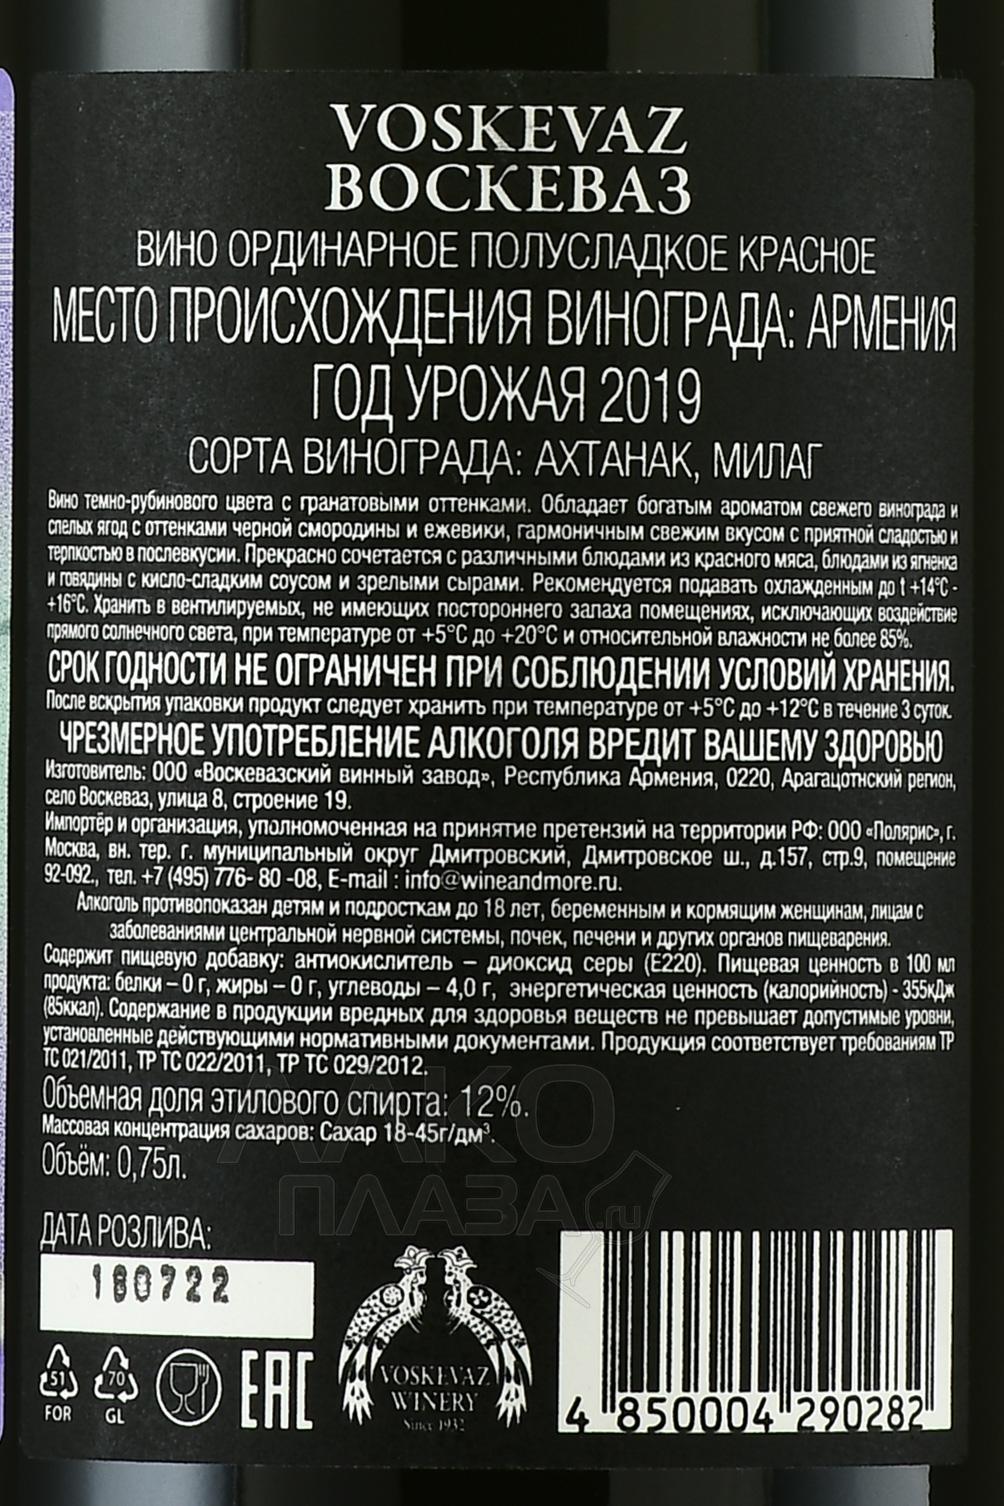 VOSKEVAZ
ВОСКЕВАЗ
ВИНО ОРДИНАРНОЕ ПОЛУСЛАДКОЕ КРАСНОЕ
МЕСТО ПРОИСХОЖДЕНИЯ ВИНОГРАДА: АРМЕНИЯ
ГОД УРОЖАЯ 2019
СОРТА ВИНОГРАДА: АХТАНАК, МИЛАГ
Вино темно-рубинового цвета с гранатовыми оттенками. Обладает богатым ароматом свежего винограда и
спелых ягод с оттенками черной смородины и ежевики, гармоничным свежим вкусом с приятной сладостью и
терпкостью в послевкусии. Прекрасно сочетается с различными блюдами из красного мяса, блюдами из ягненка
и говядины с кисло-сладким соусом и зрелыми сырами. Рекомендуется подавать охлажденным до t +14°C -
+16°C. Хранить в вентилируемых, не имеющих постороннего запаха помещениях, исключающих воздействие
прямого солнечного света, при температуре от +5°C до +20°C и относительной влажности не более 85%.
СРОК ГОДНОСТИ НЕ ОГРАНИЧЕН ПРИ СОБЛЮДЕНИИ УСЛОВИЙ ХРАНЕНИЯ.
После вскрытия упаковки продукт следует хранить при температуре от +5°C до +12°C в течение 3 суток.
ЧРЕЗМЕРНОЕ УПОТРЕБЛЕНИЕ АЛКОГОЛЯ ВРЕДИТ ВАШЕМУ ЗДОРОВЬЮ
Изготовитель: ООО «Воскевазский винный завод», Республика Армения, 0220, Арагацотнский регион,
село Воскеваз, улица 8, строение 19.
Импортёр и организация, уполномоченная на принятие претензий на территории РФ: ООО «Полярис», г.
Москва, вн. тер. г. муниципальный округ Дмитровский, Дмитровское ш., д.157, стр.9, помещение
92-092., тел. +7 (495) 776- 80 -08, E-mail : info@wineandmore.ru.
Алкоголь противопоказан детям и подросткам до 18 лет, беременным и кормящим женщинам, лицам с
заболеваниями центральной нервной системы, почек, печени и других органов пищеварения.
Содержит пищевую добавку: антиокислитель – диоксид серы (Е220). Пищевая ценность в 100 мл
продукта: белки – 0 г, жиры – 0 г, углеводы – 4,0 г, энергетическая ценность (калорийность) - 355кДж
(85ккал). Содержание в продукции вредных для здоровья веществ не превышает допустимые уровни,
установленные действующими нормативными документами. Продукция соответствует требованиям ТР
ТС 021/2011, ТР ТС 022/2011, ТР ТС 029/2012.
Объемная доля этилового спирта: 12%.
Массовая концентрация сахаров: Сахар 18-45г/дм³.
Объём: 0,75л.
АЛКО
ПЛАЗА.ru
ДАТА РОЗЛИВА:
180722
51
FOR
70
GL
EAC
VOSKEVAZ
WINERY
Since 1932
4 850004 290282